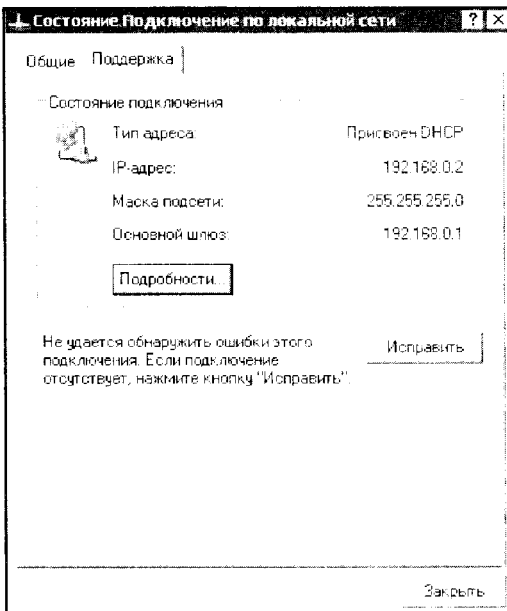 Состояние Подключение по локальной сети
Общие Поддержка
Состояние подключения
Тип адреса: Присвоен DHCP
IP-адрес: 192.168.0.2
Маска подсети: 255.255.255.0
Основной шлюз: 192.168.0.1
Подробности...
Не удается обнаружить ошибки этого
подключения. Если подключение
отсутствует, нажмите кнопку "Исправить".
Исправить
Закрыть